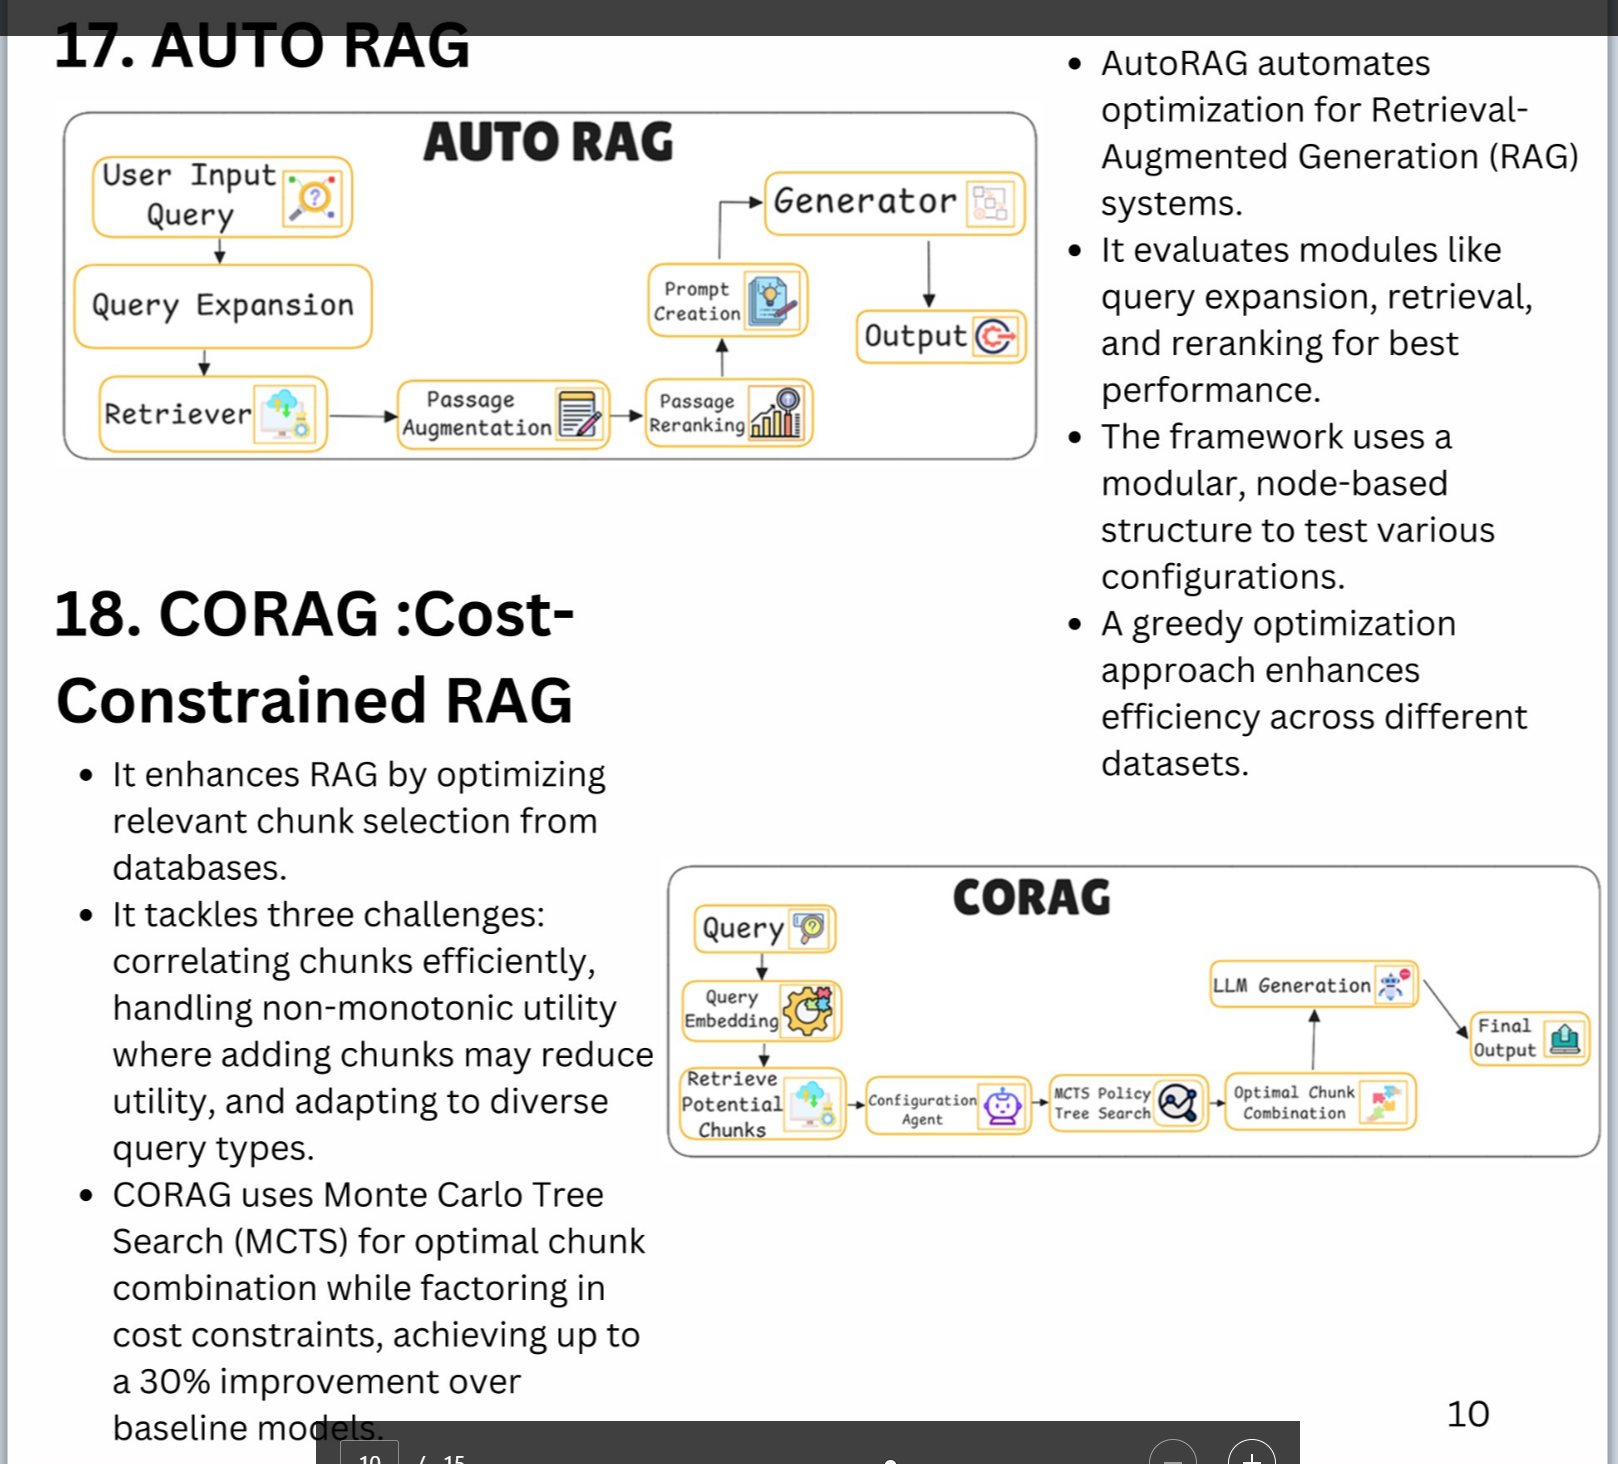 17. AUTO RAG
AUTO RAG
User Input
Query
Query Expansion
Retriever
Passage
Augmentation
Passage
Reranking
Prompt
Creation
Generator
Output
AutoRAG automates
optimization for Retrieval-
Augmented Generation (RAG)
systems.
It evaluates modules like
query expansion, retrieval,
and reranking for best
performance.
The framework uses a
modular, node-based
structure to test various
configurations.
A greedy optimization
approach enhances
efficiency across different
datasets.
18. CORAG :Cost-
Constrained RAG
It enhances RAG by optimizing
relevant chunk selection from
databases.
It tackles three challenges:
correlating chunks efficiently,
handling non-monotonic utility
where adding chunks may reduce
utility, and adapting to diverse
query types.
CORAG uses Monte Carlo Tree
Search (MCTS) for optimal chunk
combination while factoring in
cost constraints, achieving up to
a 30% improvement over
baseline models.
CORAG
Query
Query
Embedding
Retrieve
Potential
Chunks
Configuration
Agent
MCTS Policy
Tree Search
Optimal Chunk
Combination
LLM Generation
Final
Output
10
10 / 15